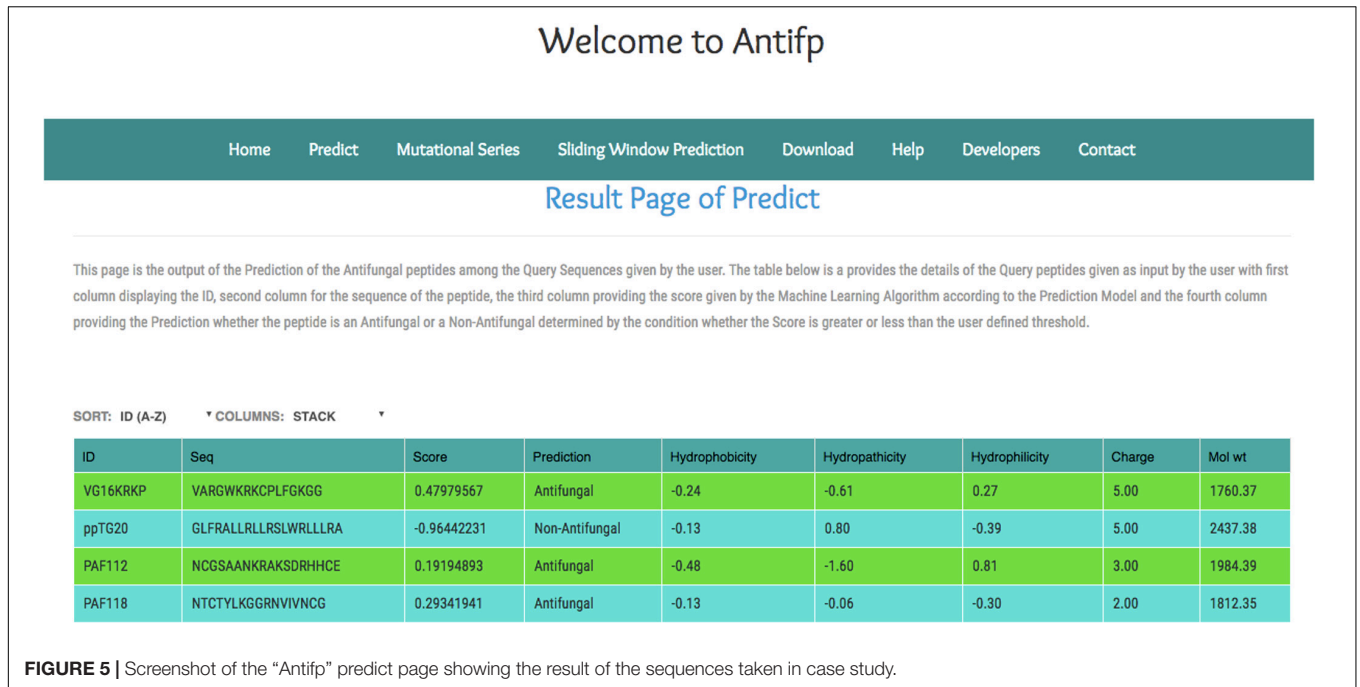 Welcome to Antifp
Home Predict Mutational Series Sliding Window Prediction Download Help Developers Contact
Result Page of Predict
This page is the output of the Prediction of the Antifungal peptides among the Query Sequences given by the user. The table below is a provides the details of the Query peptides given as input by the user with first
column displaying the ID, second column for the sequence of the peptide, the third column providing the score given by the Machine Learning Algorithm according to the Prediction Model and the fourth column
providing the Prediction whether the peptide is an Antifungal or a Non-Antifungal determined by the condition whether the Score is greater or less than the user defined threshold.
SORT: ID (A-Z) ▼ COLUMNS: STACK ▼
ID Seq Score Prediction Hydrophobicity Hydropathicity Hydrophilicity Charge Mol wt
VG16KRKP VARGWKRKCPLFGKGG 0.47979567 Antifungal -0.24 -0.61 0.27 5.00 1760.37
ppTG20 GLFRALLRLLRSLWRLLLRA -0.96442231 Non-Antifungal -0.13 0.80 -0.39 5.00 2437.38
PAF112 NCGSAANKRAKSDRHHCE 0.19194893 Antifungal -0.48 -1.60 0.81 3.00 1984.39
PAF118 NTCTYLKGGRNVIVNCG 0.29341941 Antifungal -0.13 -0.06 -0.30 2.00 1812.35
FIGURE 5 | Screenshot of the "Antifp" predict page showing the result of the sequences taken in case study.